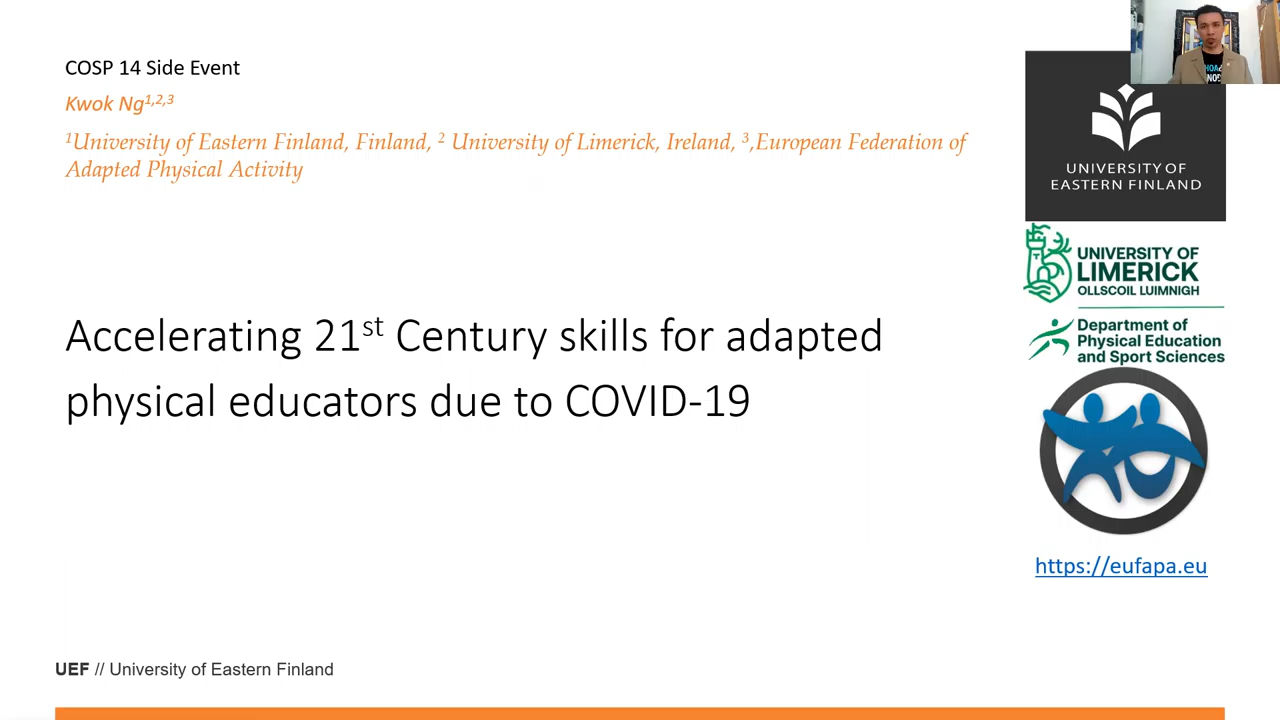 COSP 14 Side Event
Kwok Ng1,2,3
1University of Eastern Finland, Finland, 2 University of Limerick, Ireland, 3,European Federation of
Adapted Physical Activity
UNIVERSITY OF
EASTERN FINLAND
UNIVERSITY OF
LIMERICK
OLLSCOIL LUIMNIGH
Department of
Physical Education
and Sport Sciences
Accelerating 21st Century skills for adapted
physical educators due to COVID-19
https://eufapa.eu
UEF // University of Eastern Finland